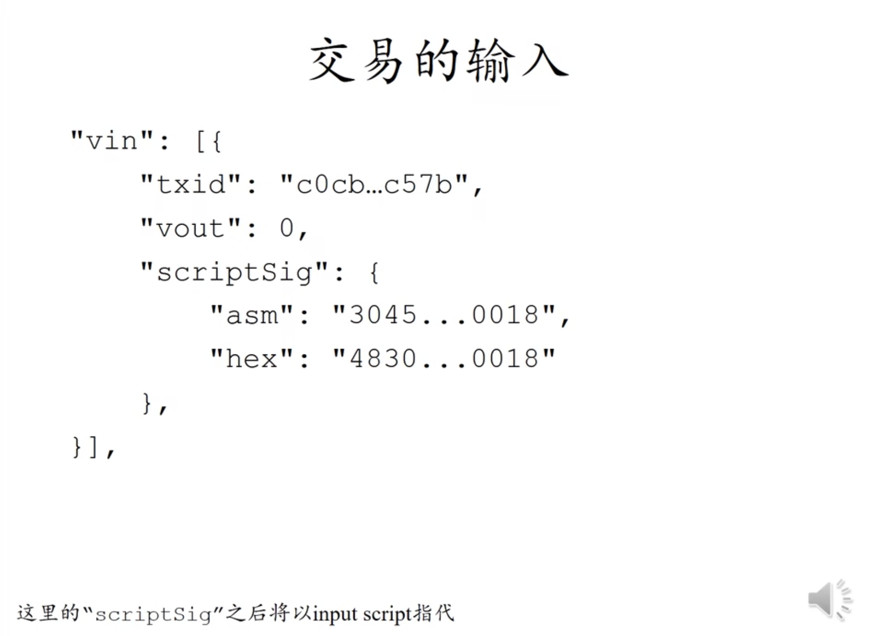 交易的输入
"vin": [{
"txid": "c0cb…c57b",
"vout": 0,
"scriptSig": {
"asm": "3045...0018",
"hex": "4830...0018"
},
}],
这里的“scriptSig”之后将以input script指代